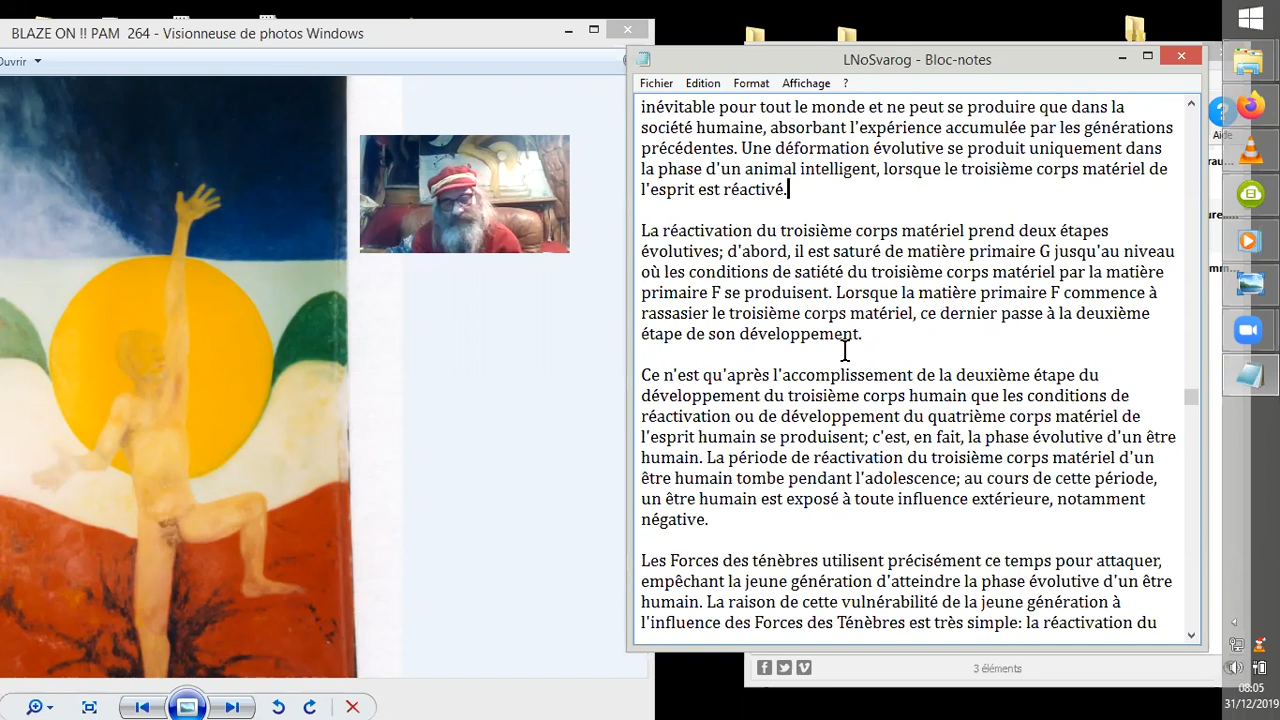 BLAZE ON !! PAM  264 - Visionneuse de photos Windows
Ouvrir
LNoSvarog - Bloc-notes
Fichier Edition Format Affichage ?
inévitable pour tout le monde et ne peut se produire que dans la
société humaine, absorbant l'expérience accumulée par les générations
précédentes. Une déformation évolutive se produit uniquement dans
la phase d'un animal intelligent, lorsque le troisième corps matériel de
l'esprit est réactivé.
La réactivation du troisième corps matériel prend deux étapes
évolutives; d'abord, il est saturé de matière primaire G jusqu'au niveau
où les conditions de satiété du troisième corps matériel par la matière
primaire F se produisent. Lorsque la matière primaire F commence à
rassasier le troisième corps matériel, ce dernier passe à la deuxième
étape de son développement.
Ce n'est qu'après l'accomplissement de la deuxième étape du
développement du troisième corps humain que les conditions de
réactivation ou de développement du quatrième corps matériel de
l'esprit humain se produisent; c'est, en fait, la phase évolutive d'un être
humain. La période de réactivation du troisième corps matériel d'un
être humain tombe pendant l'adolescence; au cours de cette période,
un être humain est exposé à toute influence extérieure, notamment
négative.
Les Forces des ténèbres utilisent précisément ce temps pour attaquer,
empêchant la jeune génération d'atteindre la phase évolutive d'un être
humain. La raison de cette vulnérabilité de la jeune génération à
l'influence des Forces des Ténèbres est très simple: la réactivation du
3 éléments
Aide
08:05
31/12/2019